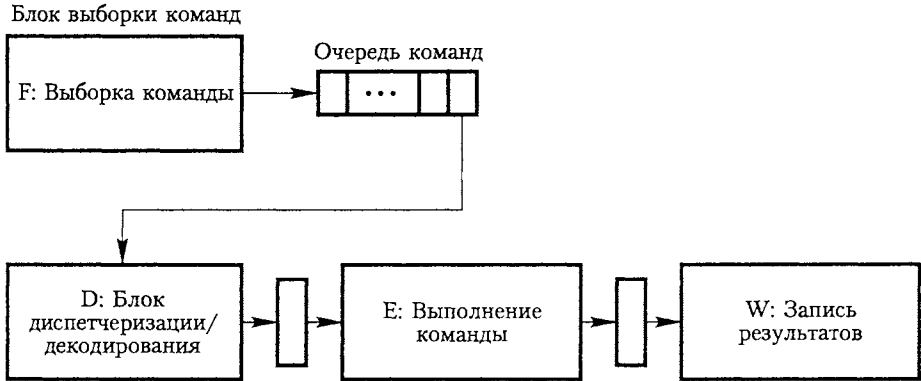 Блок выборки команд
F: Выборка команды
Очередь команд
...
D: Блок
диспетчеризации/
декодирования
E: Выполнение
команды
W: Запись
результатов